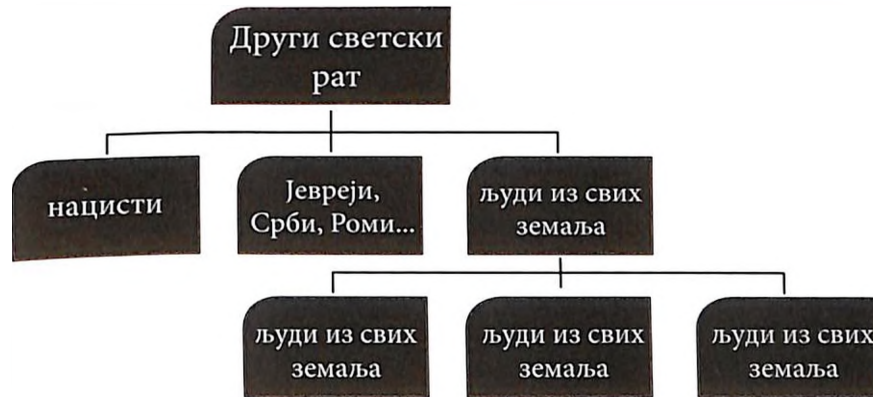 Други светски
рат
нацисти
Јевреји,
Срби, Роми...
људи из свих
земаља
људи из свих
земаља
људи из свих
земаља
људи из свих
земаља